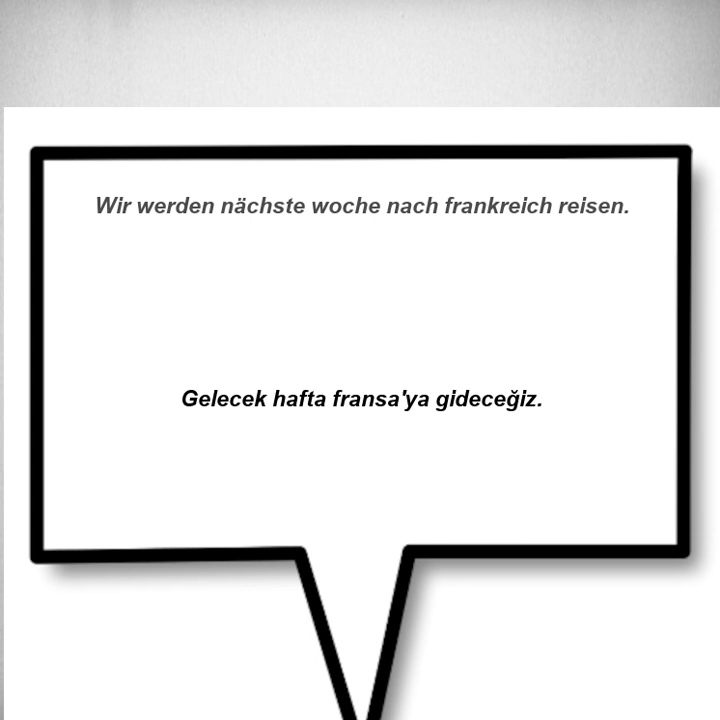 Wir werden nächste woche nach frankreich reisen.
Gelecek hafta fransa'ya gideceğiz.